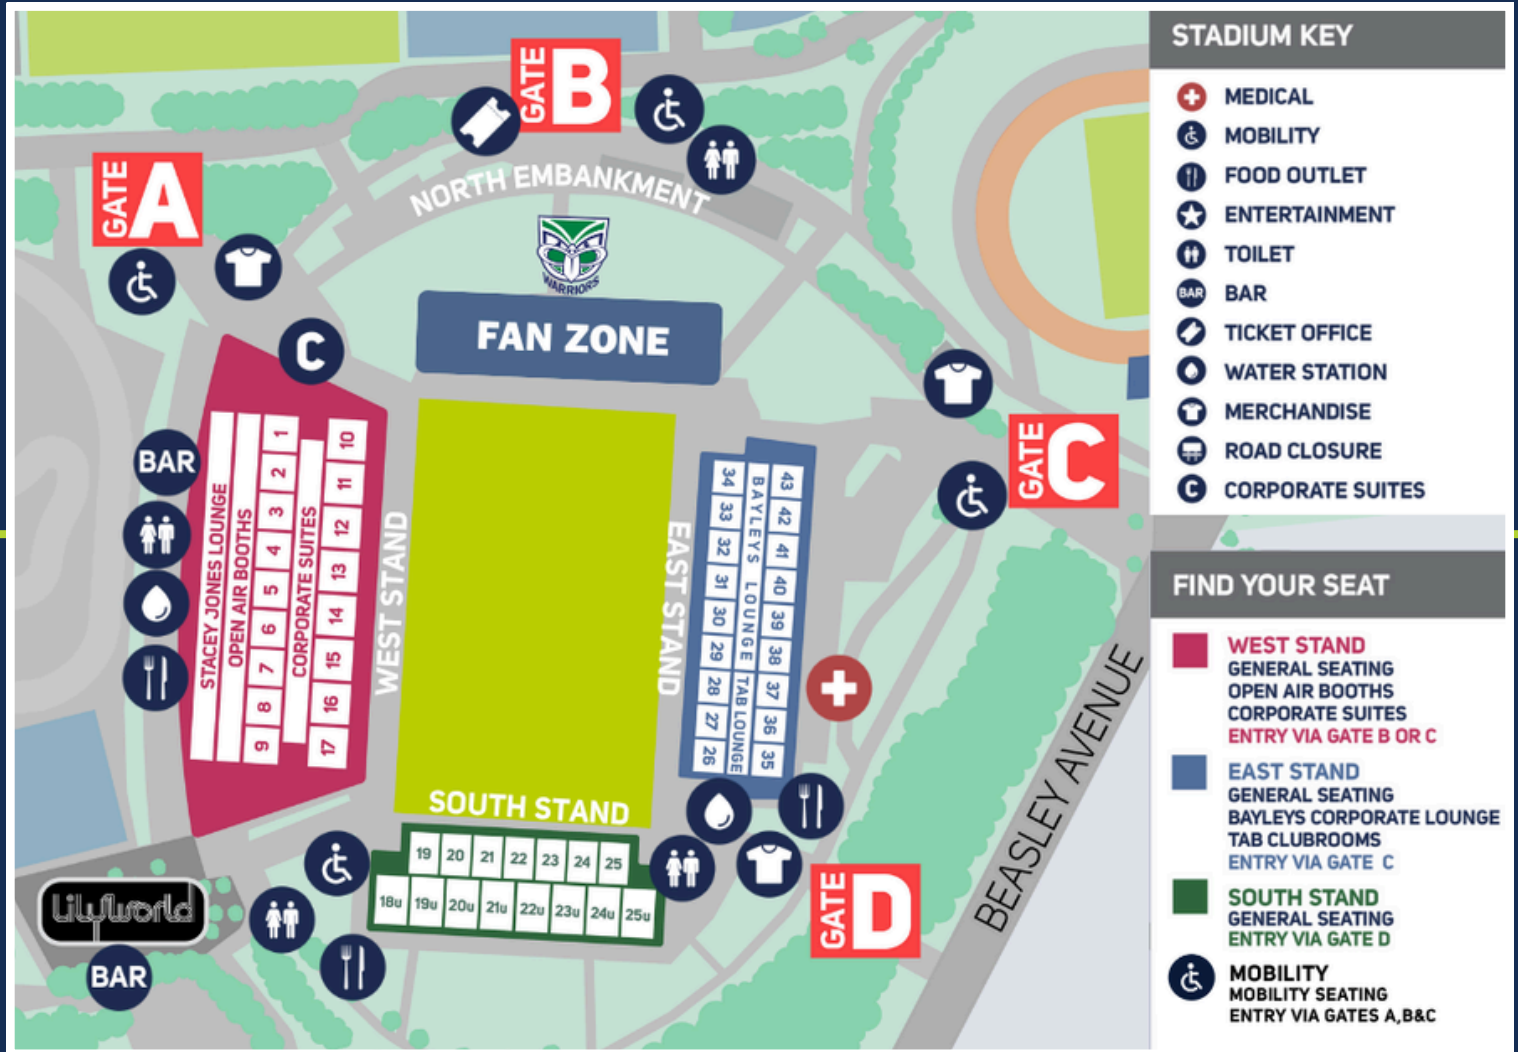 GATE B
NORTH EMBANKMENT
GATE A
WARRIORS
FAN ZONE
C
BAR
STACEY JONES LOUNGE
OPEN AIR BOOTHS
1
2
3
4
5
6
7
8
9
CORPORATE SUITES
10
11
12
13
14
15
16
17
WEST STAND
EAST STAND
34
33
32
31
30
29
28
27
26
BAYLEYS LOUNGE
TAB LOUNGE
43
42
41
40
39
38
37
36
35
GATE C
SOUTH STAND
19 20 21 22 23 24 25
18u 19u 20u 21u 22u 23u 24u 25u
GATE D
BEASLEY AVENUE
Lilyworld
BAR
STADIUM KEY
MEDICAL
MOBILITY
FOOD OUTLET
ENTERTAINMENT
TOILET
BAR BAR
TICKET OFFICE
WATER STATION
MERCHANDISE
ROAD CLOSURE
C CORPORATE SUITES
FIND YOUR SEAT
WEST STAND
GENERAL SEATING
OPEN AIR BOOTHS
CORPORATE SUITES
ENTRY VIA GATE B OR C
EAST STAND
GENERAL SEATING
BAYLEYS CORPORATE LOUNGE
TAB CLUBROOMS
ENTRY VIA GATE C
SOUTH STAND
GENERAL SEATING
ENTRY VIA GATE D
MOBILITY
MOBILITY SEATING
ENTRY VIA GATES A,B&C